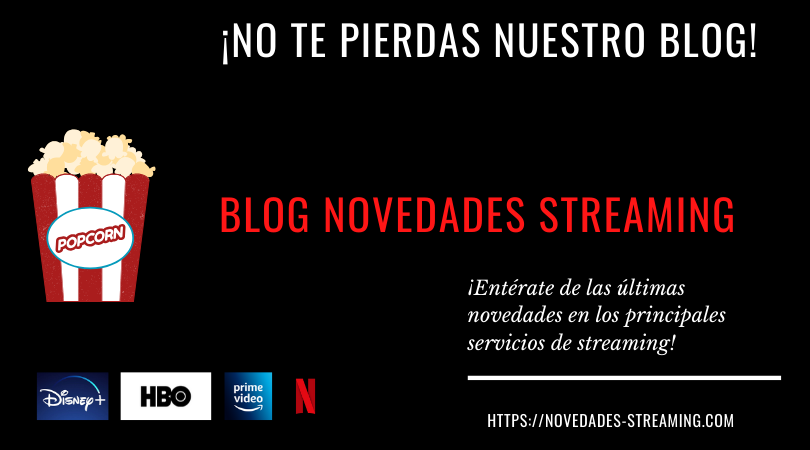 ¡NO TE PIERDAS NUESTRO BLOG!
POPCORN
BLOG NOVEDADES STREAMING
¡Entérate de las últimas
novedades en los principales
servicios de streaming!
Disney+
HBO
prime
video
N
HTTPS://NOVEDADES-STREAMING.COM